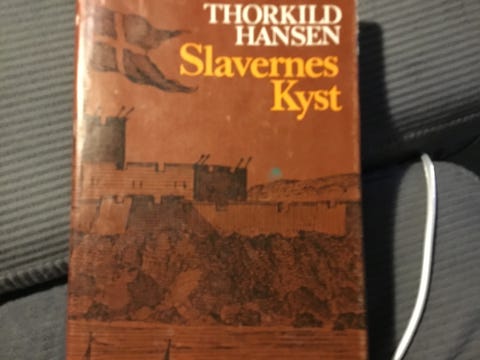 THORKILD
HANSEN
Slavernes
Kyst